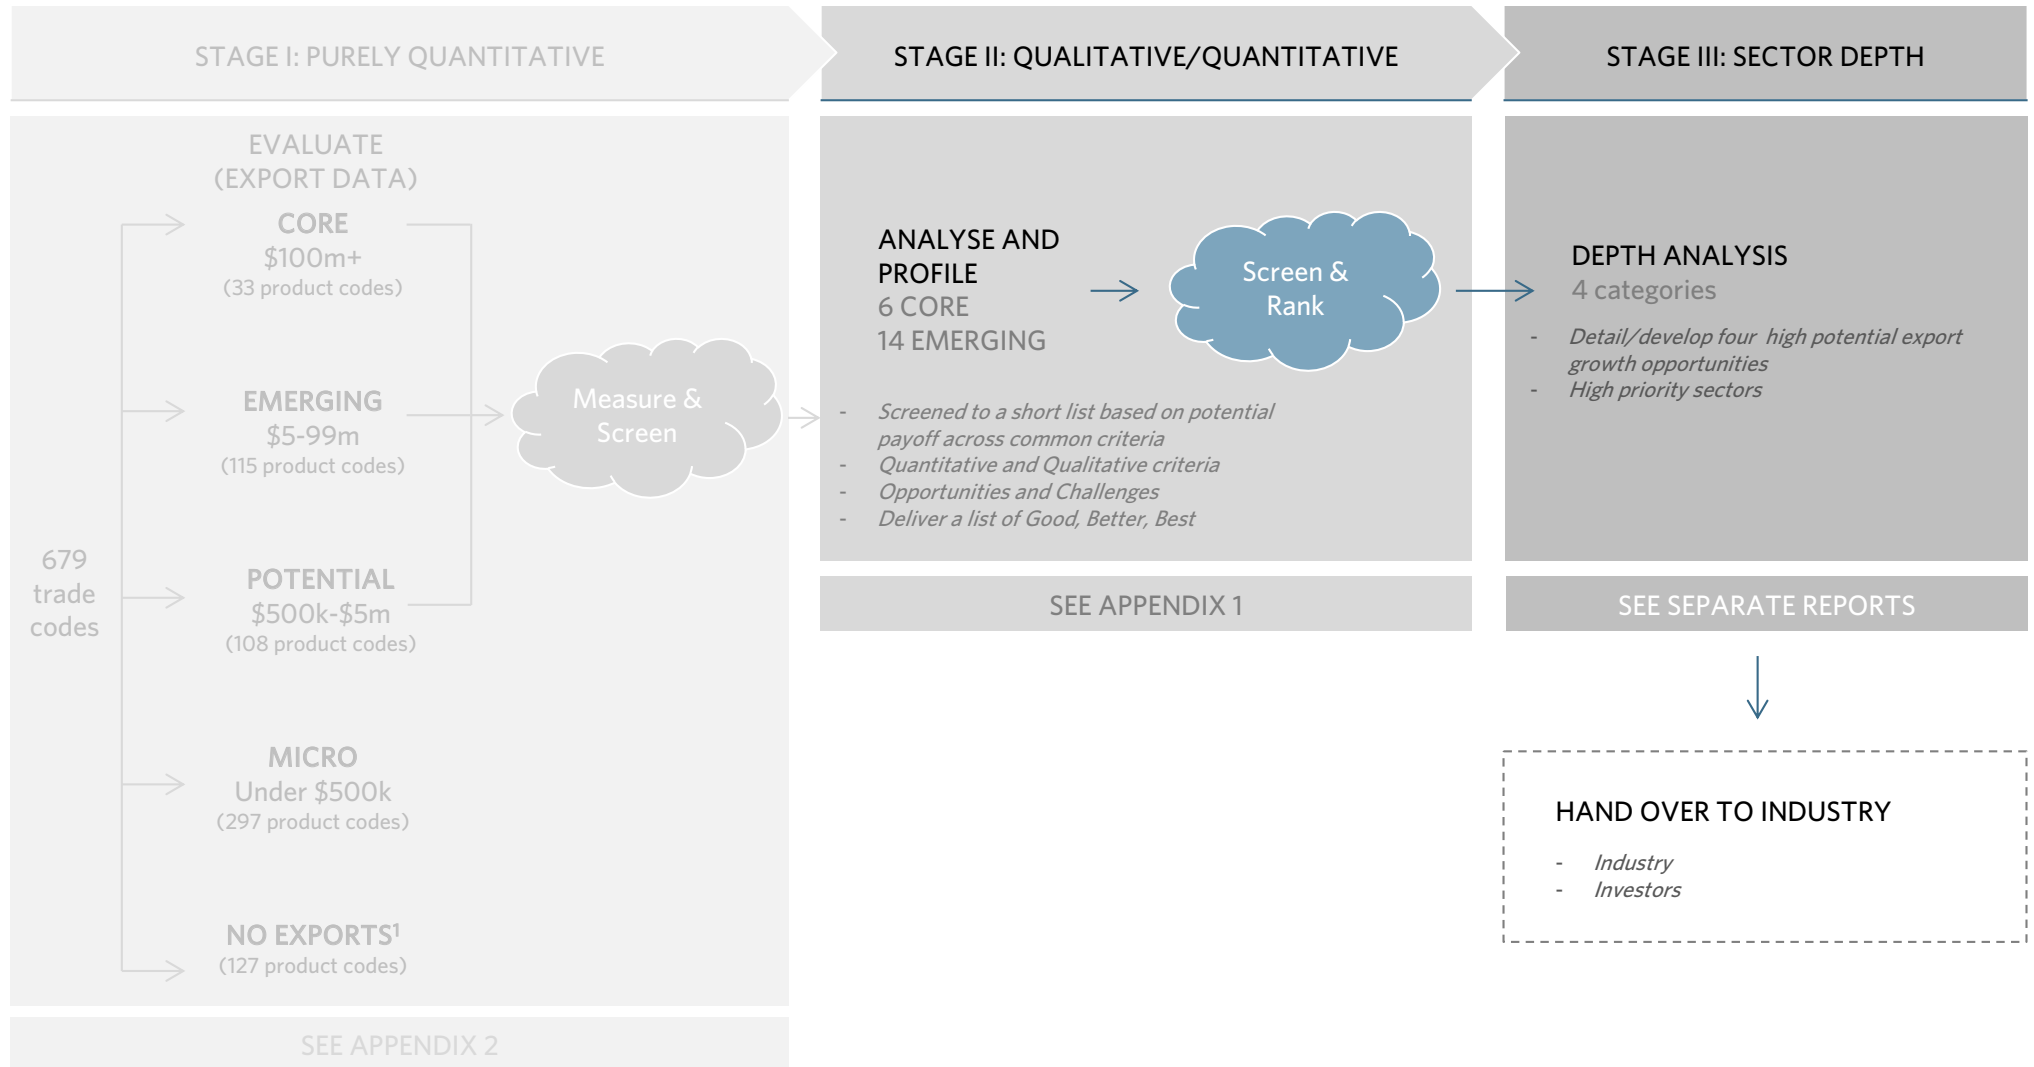 STAGE I: PURELY QUANTITATIVE
STAGE II: QUALITATIVE/QUANTITATIVE
STAGE III: SECTOR DEPTH
EVALUATE
(EXPORT DATA)
CORE
$100m+
(33 product codes)
EMERGING
$5-99m
(115 product codes)
POTENTIAL
$500k-$5m
(108 product codes)
MICRO
Under $500k
(297 product codes)
NO EXPORTS¹
(127 product codes)
679
trade
codes
Measure &
Screen
SEE APPENDIX 2
ANALYSE AND
PROFILE
6 CORE
14 EMERGING
Screen &
Rank
- Screened to a short list based on potential
payoff across common criteria
- Quantitative and Qualitative criteria
- Opportunities and Challenges
- Deliver a list of Good, Better, Best
SEE APPENDIX 1
DEPTH ANALYSIS
4 categories
- Detail/develop four  high potential export
growth opportunities
- High priority sectors
SEE SEPARATE REPORTS
HAND OVER TO INDUSTRY
- Industry
- Investors